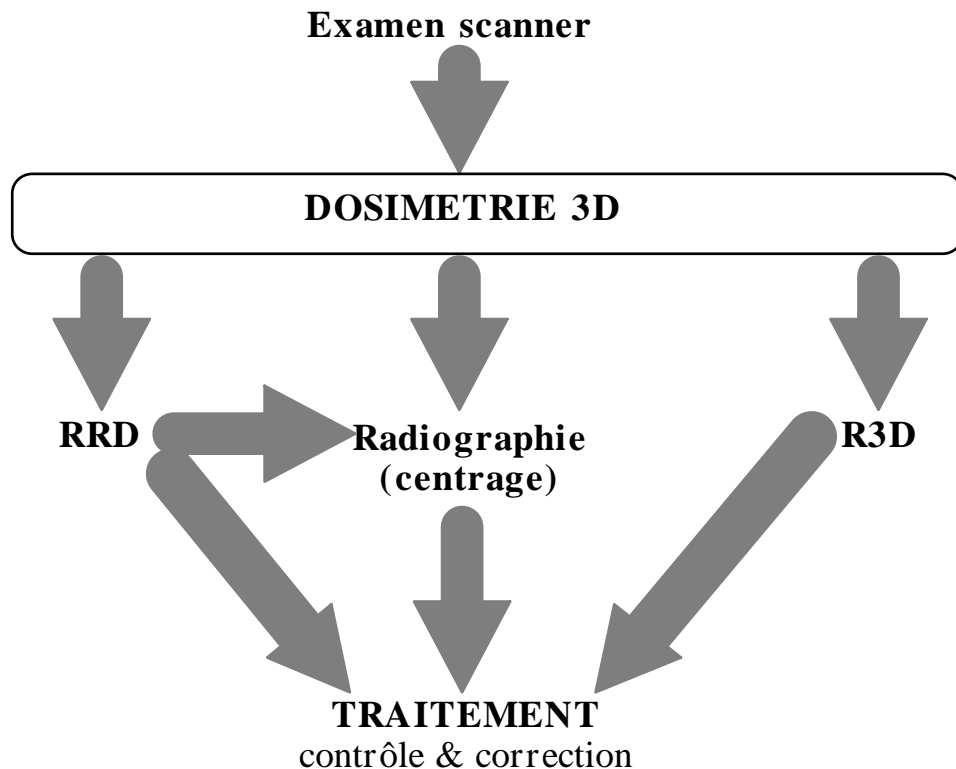 Examen scanner
DOSIMETRIE 3D
RRD
Radiographie
(centrage)
R3D
TRAITEMENT
contrôle & correction